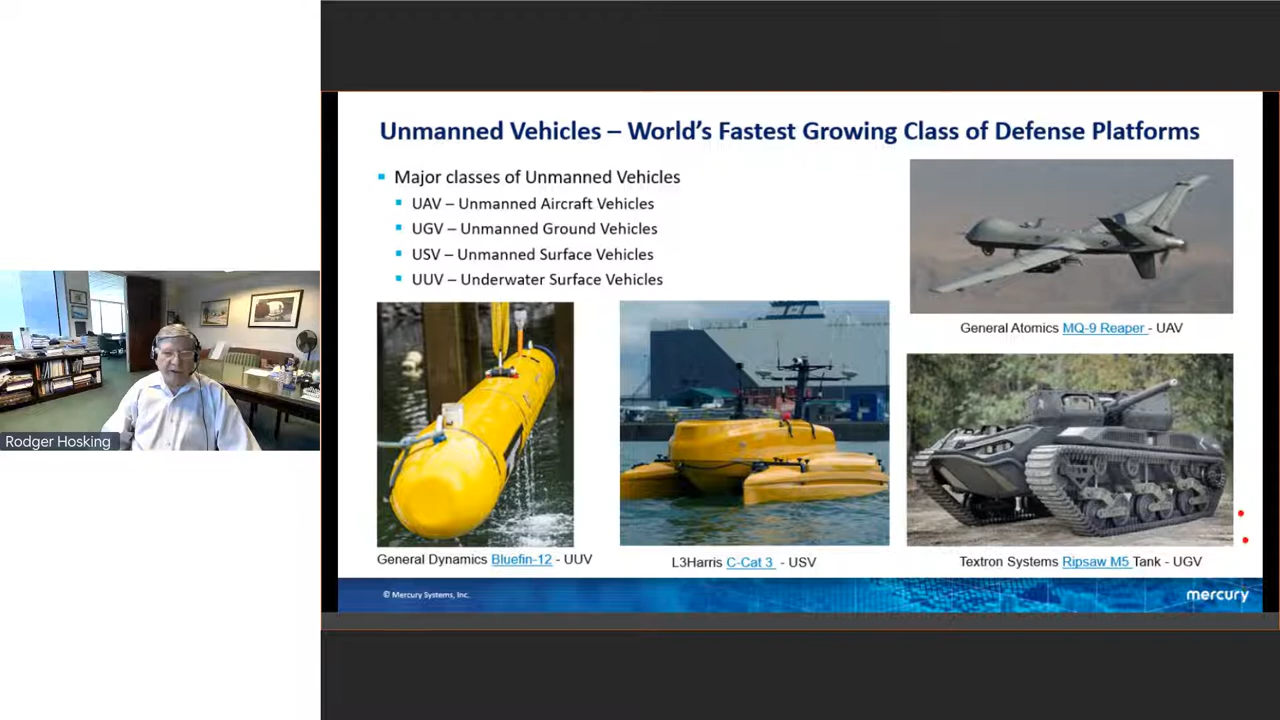 Unmanned Vehicles – World's Fastest Growing Class of Defense Platforms
Major classes of Unmanned Vehicles
UAV – Unmanned Aircraft Vehicles
UGV – Unmanned Ground Vehicles
USV – Unmanned Surface Vehicles
UUV – Underwater Surface Vehicles
General Atomics MQ-9 Reaper - UAV
Rodger Hosking
General Dynamics Bluefin-12 - UUV
L3Harris C-Cat 3 - USV
Textron Systems Ripsaw M5 Tank - UGV
© Mercury Systems, Inc.
mercury